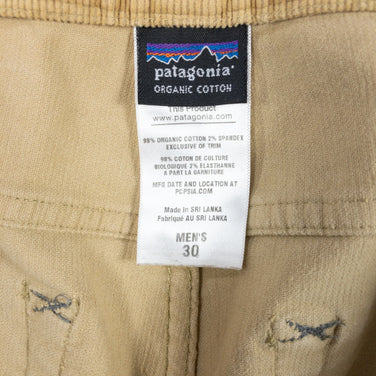 patagonia®
ORGANIC COTTON
This Product
www.patagonia.com
98% ORGANIC COTTON 2% SPANDEX
EXCLUSIVE OF TRIM
98% COTON DE CULTURE
BIOLOGIQUE 2% ELASTHANNE
A PART LA GARNITURE
MFG DATE AND LOCATION AT
PCPSIA.COM
Made in SRI LANKA
Fabriqué AU SRI LANKA
MEN'S
30